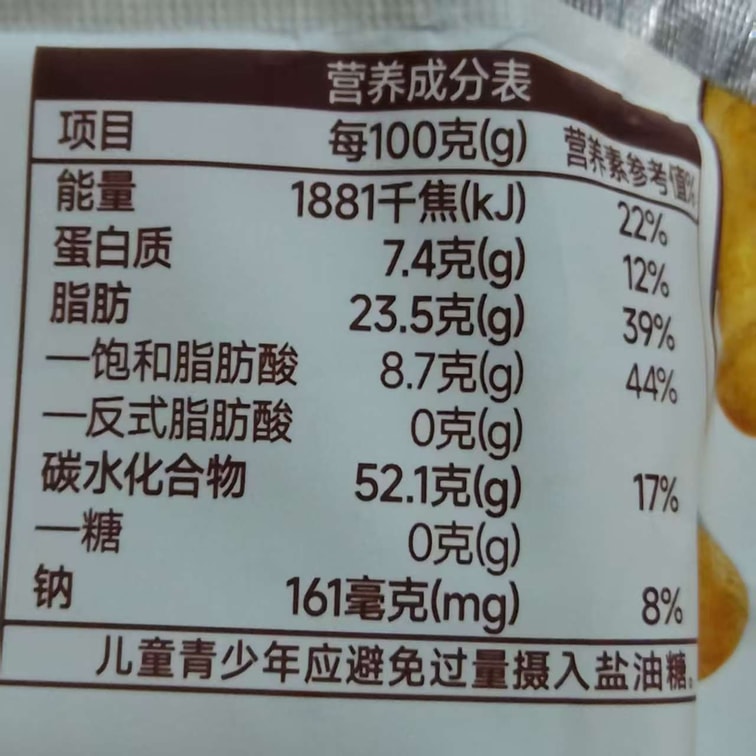 营养成分表
项目 每100克(g) 营养素参考值%
能量 1881千焦(kJ) 22%
蛋白质 7.4克(g) 12%
脂肪 23.5克(g) 39%
—饱和脂肪酸 8.7克(g) 44%
—反式脂肪酸 0克(g)
碳水化合物 52.1克(g) 17%
—糖 0克(g)
钠 161毫克(mg) 8%
儿童青少年应避免过量摄入盐油糖。